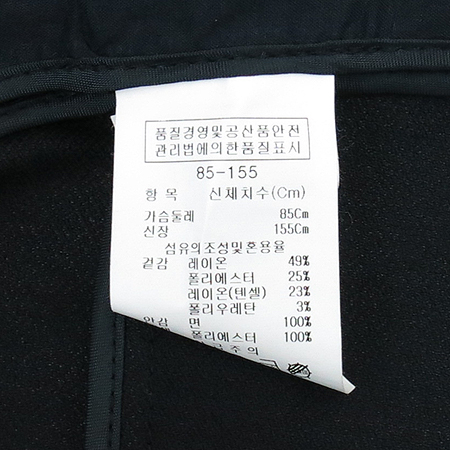 품질경영및공산품안전
관리법에의한품질표시
85-155
항 목 신체치수(Cm)
가슴둘레 85Cm
신장 155Cm
섬유의조성및혼용율
겉감 레이온 49%
폴리에스터 25%
레이온(텐셀) 23%
폴리우레탄 3%
안감 면 100%
폴리에스터 100%